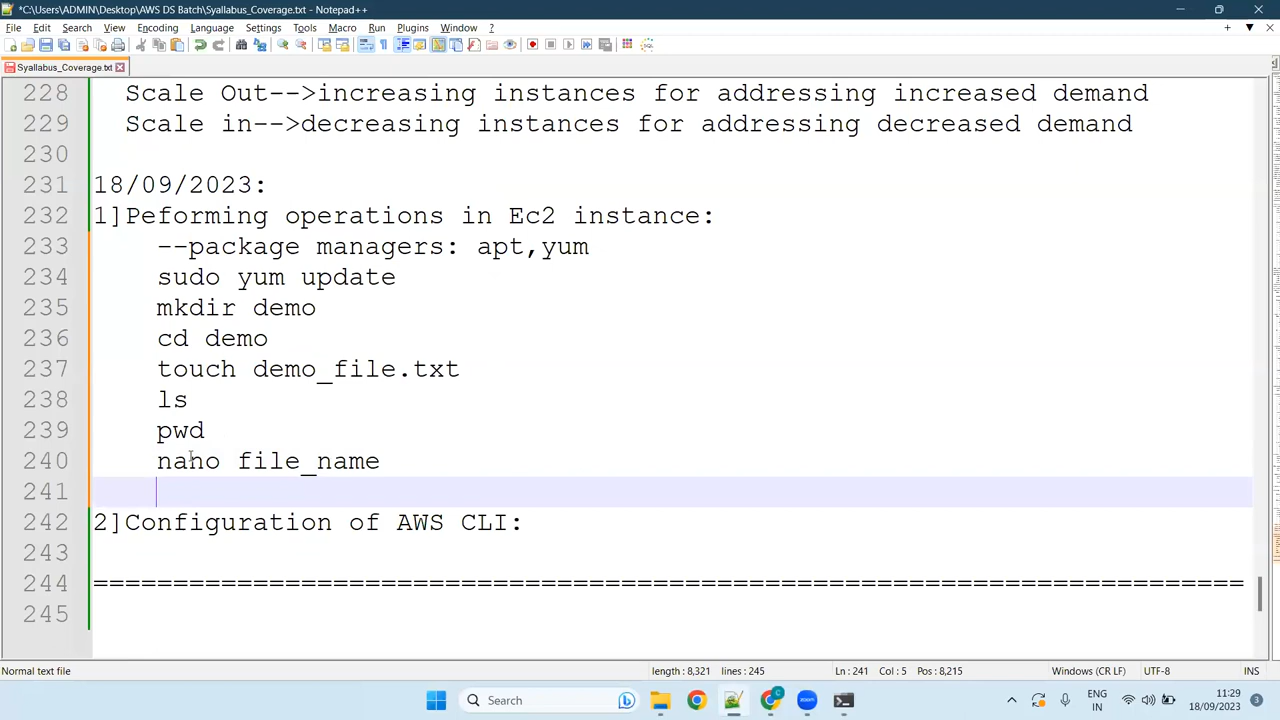 *C:\Users\ADMIN\Desktop\AWS DS Batch\Syallabus_Coverage.txt - Notepad++
File Edit Search View Encoding Language Settings Tools Macro Run Plugins Window ?
Syallabus_Coverage.txt
228 Scale Out-->increasing instances for addressing increased demand
229 Scale in-->decreasing instances for addressing decreased demand
230
231 18/09/2023:
232 1]Peforming operations in Ec2 instance:
233 --package managers: apt,yum
234 sudo yum update
235 mkdir demo
236 cd demo
237 touch demo_file.txt
238 ls
239 pwd
240 nano file_name
241
242 2]Configuration of AWS CLI:
243
244 ========================================================================
245
Normal text file length : 8,321 lines : 245 Ln : 241 Col : 5 Pos : 8,215 Windows (CR LF) UTF-8 INS
Search ENG 11:29
IN 18/09/2023 3